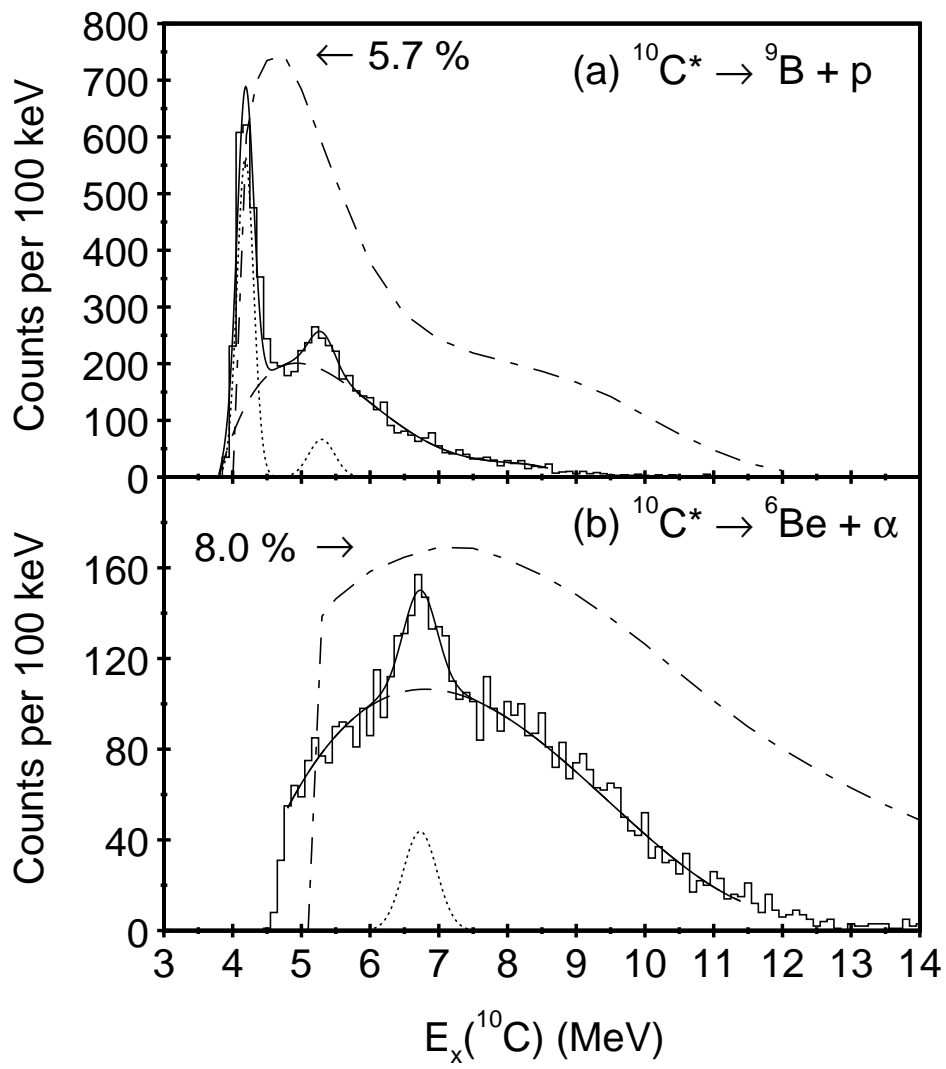 800
700
600
500
400
300
200
100
0
Counts per 100 keV
← 5.7 %
(a) ¹⁰C* → ⁹B + p
160
120
80
40
0
Counts per 100 keV
8.0 % →
(b) ¹⁰C* → ⁶Be + α
3 4 5 6 7 8 9 10 11 12 13 14
Eₓ(¹⁰C) (MeV)